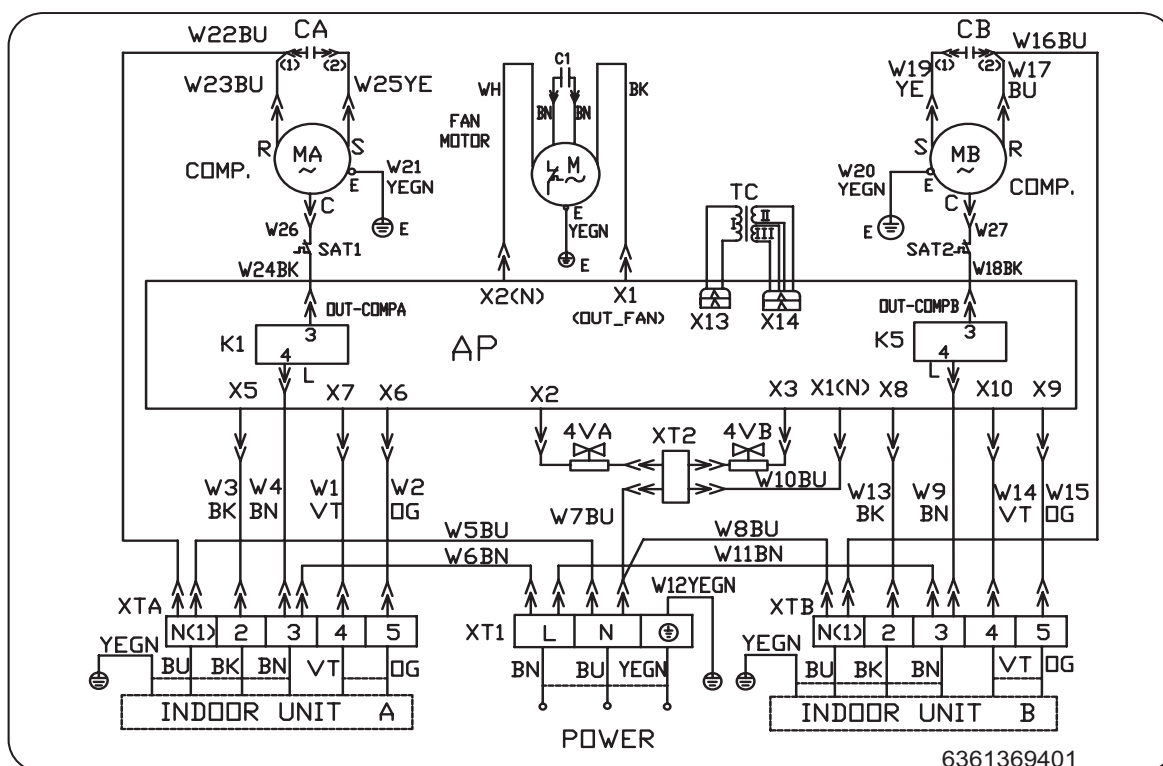 W22BU CA
CB W16BU
(1) (2)
(1) (2)
W23BU W25YE
W19 YE
W17 BU
C1
WH BN BN BK
FAN MOTOR
R MA ~ S
COMP.
E
W21 YEGN
E
C
M ~
E
YEGN
E
TC
I II III
S MB ~ R
COMP.
E
W20 YEGN
E
C
W26
SAT1
W24BK
W27
SAT2
W18BK
X2(N) X1
(OUT_FAN)
X13 X14
OUT-COMPA
OUT-COMPB
K1 3 4 L
AP
K5 3 4 L
X5 X7 X6 X2 X3 X1(N) X8 X10 X9
4VA XT2 4VB
W10BU
W3 BK
W4 BN
W1 VT
W2 OG
W7BU
W13 BK
W9 BN
W14 VT
W15 OG
W5BU
W6BN
W8BU
W11BN
W12YEGN
XTA N(1) 2 3 4 5
XT1 L N
XTB N(1) 2 3 4 5
YEGN BU BK BN VT OG
BN BU YEGN
YEGN BU BK BN VT OG
INDOOR UNIT A
INDOOR UNIT B
POWER
6361369401